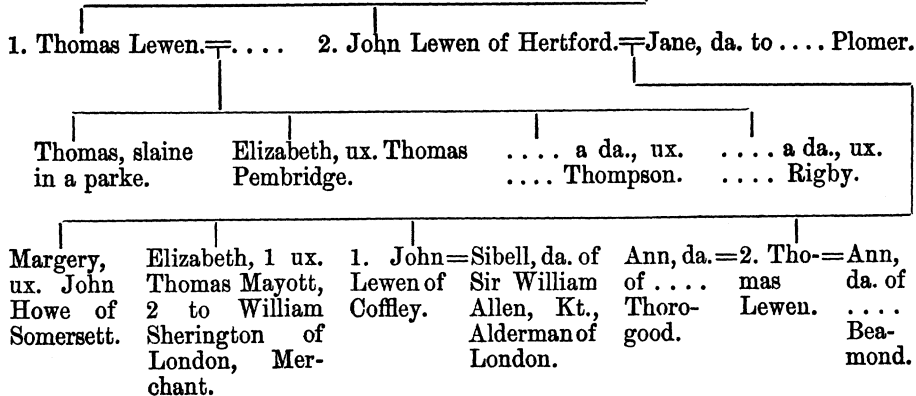 1. Thomas Lewen.=.... 2. John Lewen of Hertford.=Jane, da. to .... Plomer.
Thomas, slaine
in a parke.
Elizabeth, ux. Thomas
Pembridge.
.... a da., ux.
.... Thompson.
.... a da., ux.
.... Rigby.
Margery,
ux. John
Howe of
Somersett.
Elizabeth, 1 ux.
Thomas Mayott,
2 to William
Sherington of
London, Mer-
chant.
1. John=
Lewen of
Coffley.
Sibell, da. of
Sir William
Allen, Kt.,
Alderman of
London.
Ann, da.=
of ....
Thoro-
good.
2. Tho-=
mas
Lewen.
Ann,
da. of
....
Bea-
mond.